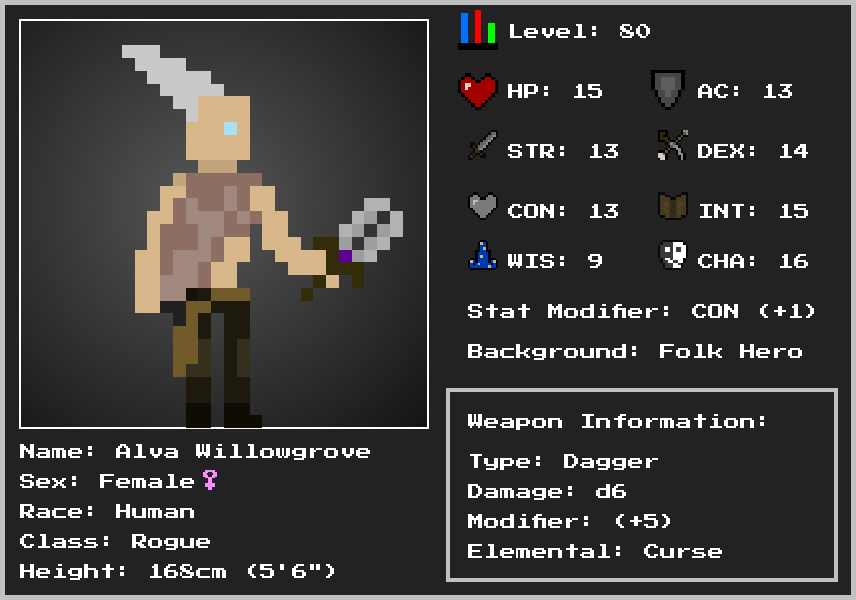 Level: 80
HP: 15
AC: 13
STR: 13
DEX: 14
CON: 13
INT: 15
WIS: 9
CHA: 16
Stat Modifier: CON (+1)
Background: Folk Hero
Weapon Information:
Type: Dagger
Damage: d6
Modifier: (+5)
Elemental: Curse
Name: Alva Willowgrove
Sex: Female♀
Race: Human
Class: Rogue
Height: 168cm (5'6")